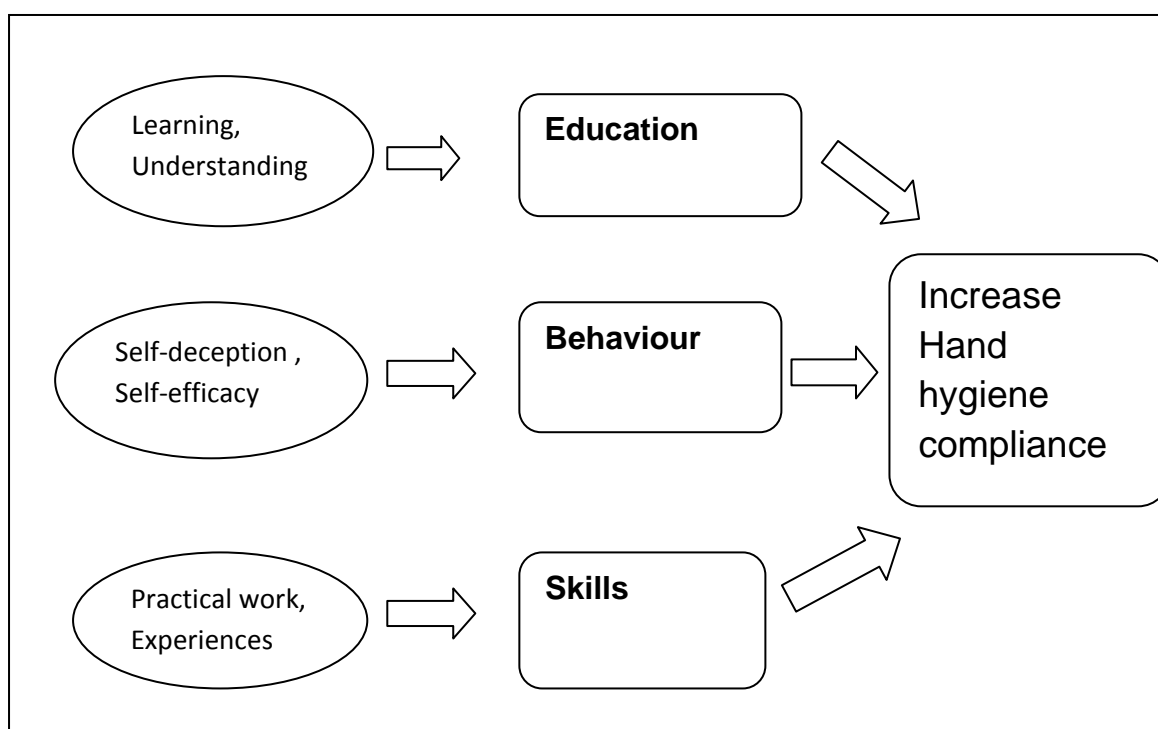 Learning,
Understanding
Education
Self-deception ,
Self-efficacy
Behaviour
Increase
Hand
hygiene
compliance
Practical work,
Experiences
Skills